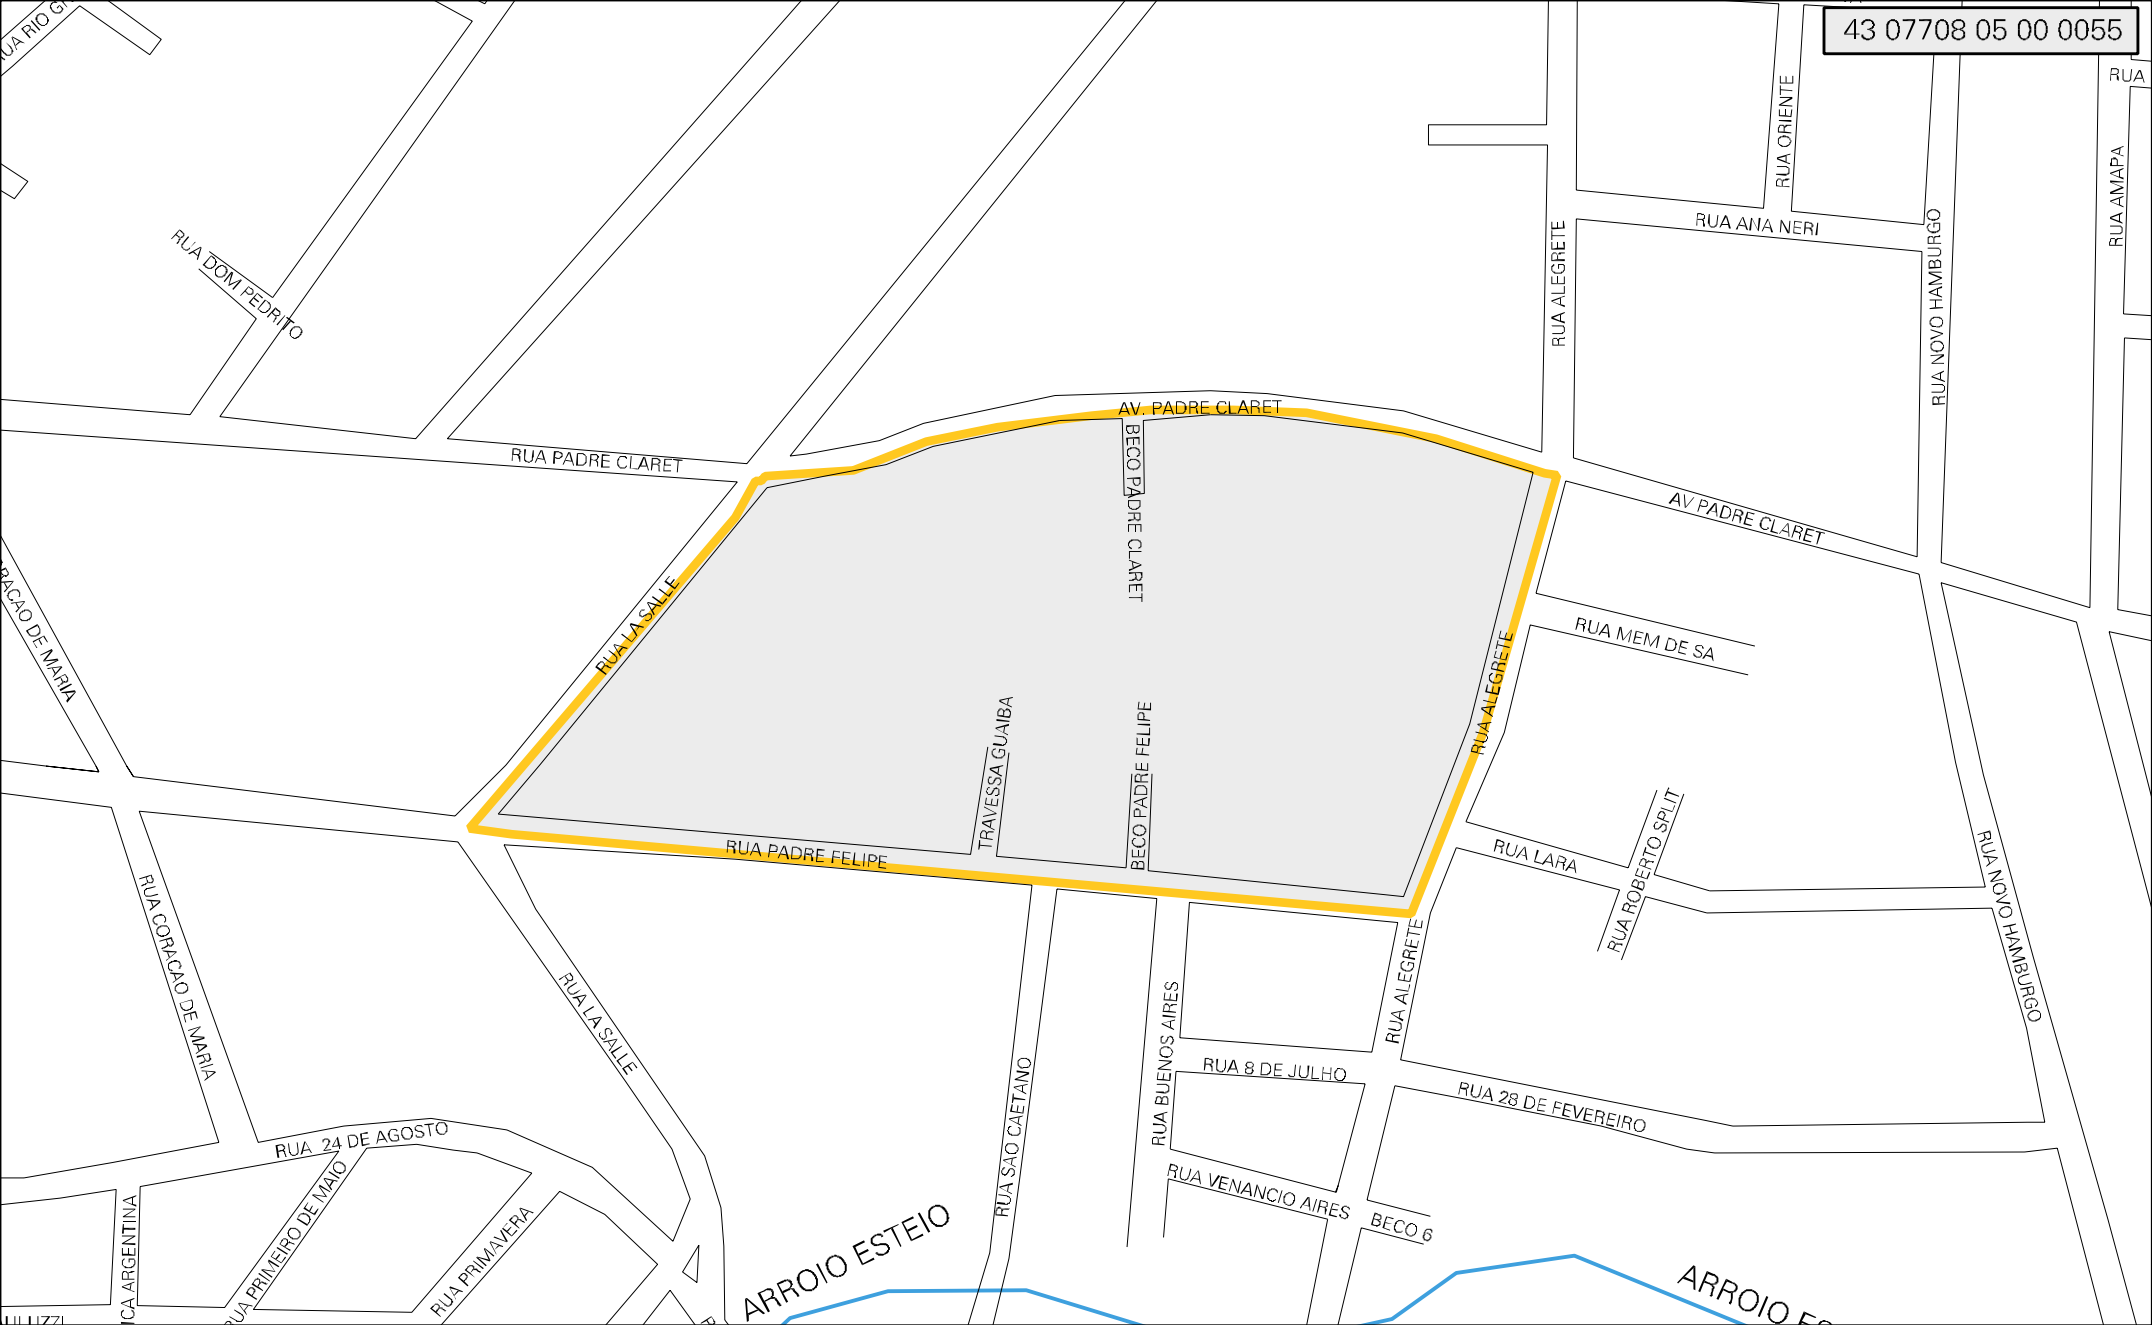 43 07708 05 00 0055
RUA
RUA ORIENTE
RUA AMAPA
RUA ANA NERI
RUA ALEGRETE
RUA NOVO HAMBURGO
RUA DOM PEDRITO
AV. PADRE CLARET
RUA PADRE CLARET
BECO PADRE CLARET
AV PADRE CLARET
RUA LA SALLE
RUA MEM DE SA
RUA ALEGRETE
DE MARIA
TRAVESSA GUAIBA
BECO PADRE FELIPE
RUA PADRE FELIPE
RUA LARA
RUA ROBERTO SPLIT
RUA NOVO HAMBURGO
RUA CORACAO DE MARIA
RUA LA SALLE
RUA ALEGRETE
RUA BUENOS AIRES
RUA SAO CAETANO
RUA 8 DE JULHO
RUA 28 DE FEVEREIRO
RUA 24 DE AGOSTO
RUA PRIMEIRO DE MAIO
RUA PRIMAVERA
ARGENTINA
RUA VENANCIO AIRES
BECO 6
ARROIO ESTEIO
ARROIO